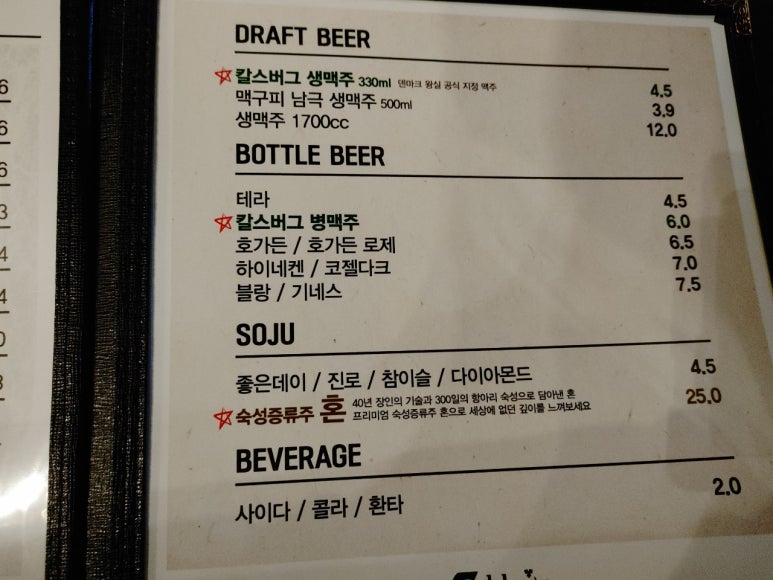 DRAFT BEER
칼스버그 생맥주 330ml 덴마크 왕실 공식 지정 맥주 4.5
맥구피 남극 생맥주 500ml 3.9
생맥주 1700cc 12.0
BOTTLE BEER
테라 4.5
칼스버그 병맥주 6.0
호가든 / 호가든 로제 6.5
하이네켄 / 코젤다크 7.0
블랑 / 기네스 7.5
SOJU
좋은데이 / 진로 / 참이슬 / 다이아몬드 4.5
숙성증류주 혼 40년 장인의 기술과 300일의 항아리 숙성으로 담아낸 혼 25.0
프리미엄 숙성증류주 혼으로 세상에 없던 깊이를 느껴보세요
BEVERAGE
사이다 / 콜라 / 환타 2.0
6
6
6
3
4
4
0
3